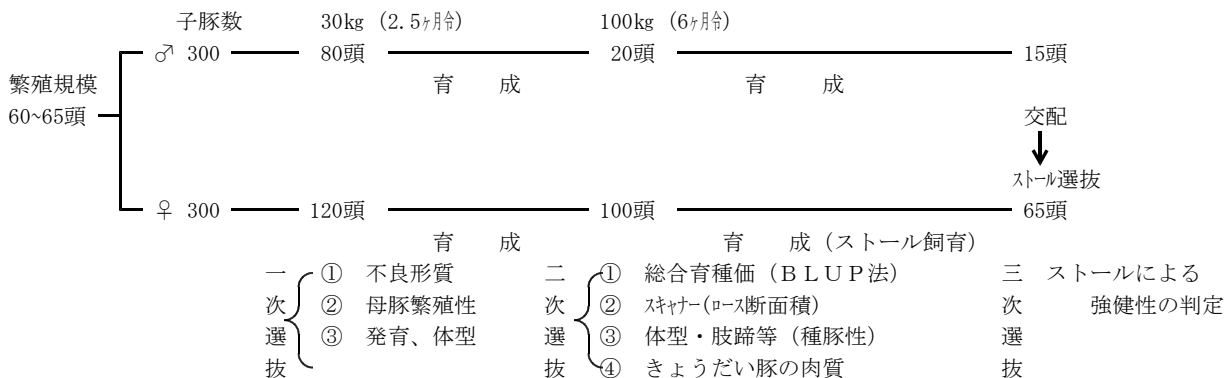 子豚数　30kg (2.5ヶ月令)　100kg (6ヶ月令)
♂ 300　80頭　20頭　15頭
繁殖規模　育　成　育　成
60~65頭　交配
ストール選抜
♀ 300　120頭　100頭　65頭
育　成　育　成（ストール飼育）
一次選抜
① 不良形質
② 母豚繁殖性
③ 発育、体型
二次選抜
① 総合育種価（ＢＬＵＰ法）
② スキャナー(ロース断面積)
③ 体型・肢蹄等（種豚性）
④ きょうだい豚の肉質
三次選抜
ストールによる
強健性の判定